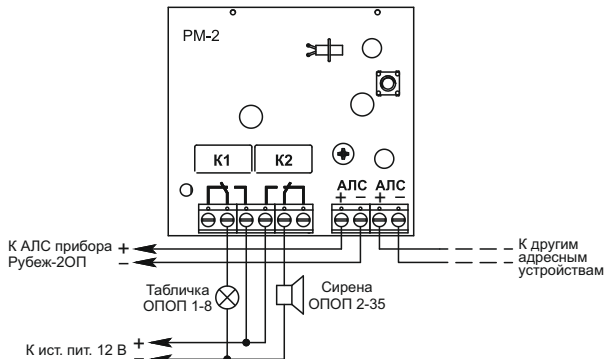 РМ-2
К1 К2
АЛС АЛС
+ − + −
К АЛС прибора +
Рубеж-2ОП −
К другим
адресным
устройствам
Табличка
ОПОП 1-8
Сирена
ОПОП 2-35
К ист. пит. 12 В + −